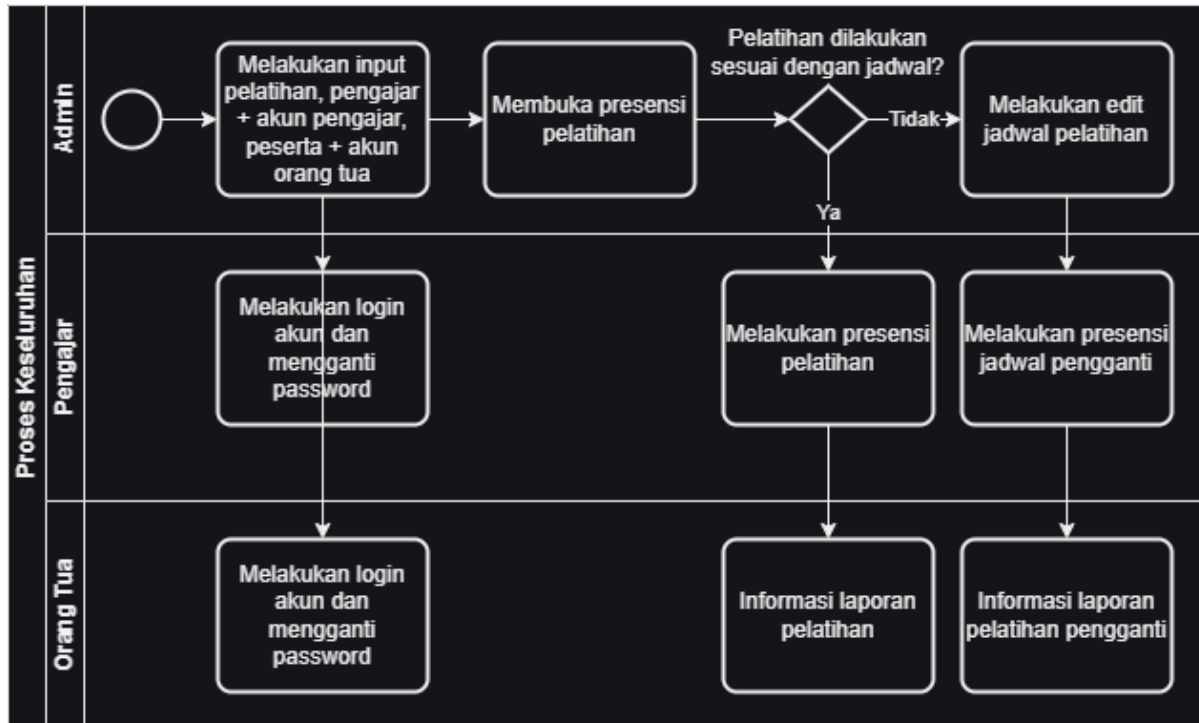 Proses Keseluruhan
Admin
Melakukan input
pelatihan, pengajar
+ akun pengajar,
peserta + akun
orang tua
Membuka presensi
pelatihan
Pelatihan dilakukan
sesuai dengan jadwal?
Tidak
Ya
Melakukan edit
jadwal pelatihan
Pengajar
Melakukan login
akun dan
mengganti
password
Melakukan presensi
pelatihan
Melakukan presensi
jadwal pengganti
Orang Tua
Melakukan login
akun dan
mengganti
password
Informasi laporan
pelatihan
Informasi laporan
pelatihan pengganti